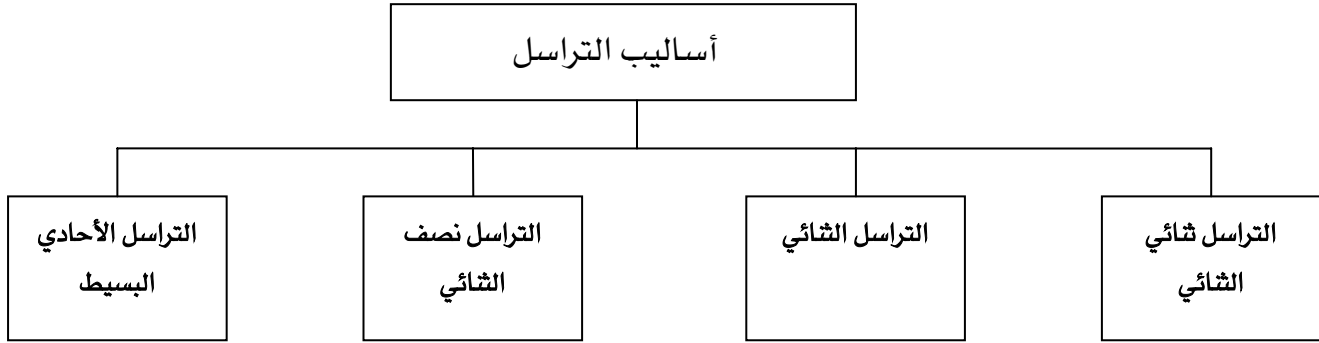 أساليب التراسل
التراسل ثنائي
الثنائي
التراسل الثنائي
التراسل نصف
الثنائي
التراسل الأحادي
البسيط